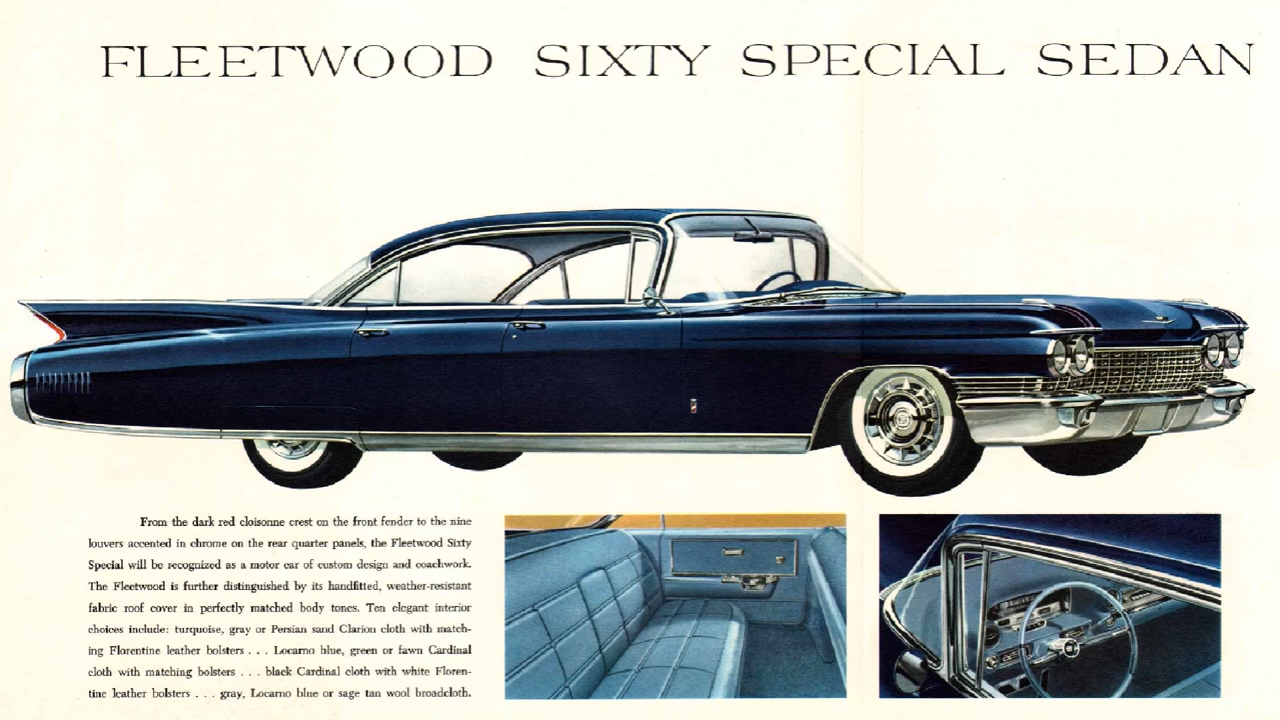 FLEETWOOD SIXTY SPECIAL SEDAN
From the dark red cloisonne crest on the front fender to the nine
louvers accented in chrome on the rear quarter panels, the Fleetwood Sixty
Special will be recognized as a motor car of custom design and coachwork.
The Fleetwood is further distinguished by its handfitted, weather-resistant
fabric roof cover in perfectly matched body tones. Ten elegant interior
choices include: turquoise, gray or Persian sand Clarion cloth with match-
ing Florentine leather bolsters . . . Locarno blue, green or fawn Cardinal
cloth with matching bolsters . . . black Cardinal cloth with white Floren-
tine leather bolsters . . . gray, Locarno blue or sage tan wool broadcloth.